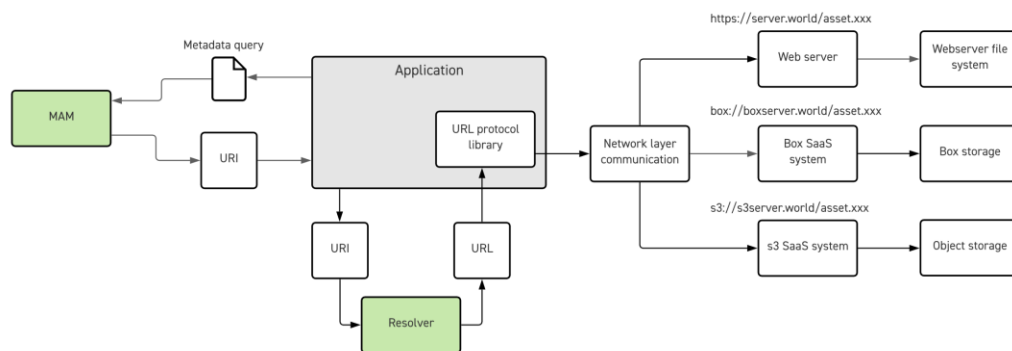 https://server.world/asset.xxx
Metadata query
Application
Web server
Webserver file
system
MAM
URL protocol
library
box://boxserver.world/asset.xxx
URI
Network layer
communication
Box SaaS
system
Box storage
s3://s3server.world/asset.xxx
URI
URL
s3 SaaS system
Object storage
Resolver